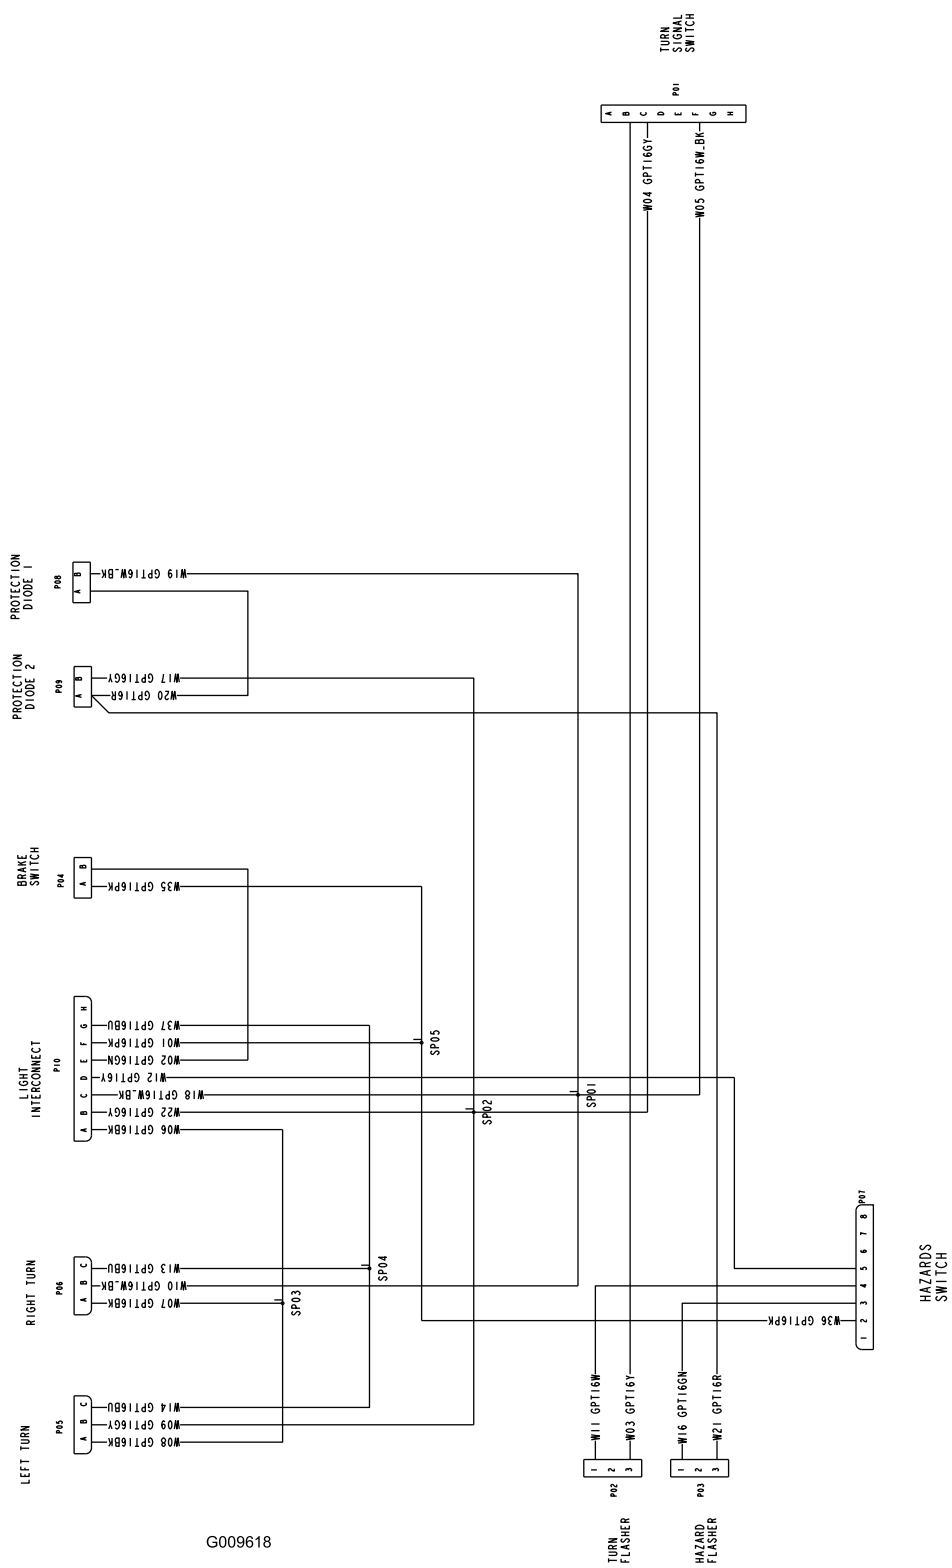 TURN
SIGNAL
SWITCH
P01
A
B
C
D
E
F
G
H
W04 GPT16GY
W05 GPT16W_BK
PROTECTION
DIODE 1
P08
A
B
W19 GPT16W_BK
PROTECTION
DIODE 2
P09
A
B
W17 GPT16GY
W20 GPT16R
BRAKE
SWITCH
P04
A
B
W35 GPT16PK
LIGHT
INTERCONNECT
P10
A
B
C
D
E
F
G
H
W37 GPT16BU
W01 GPT16PK
W02 GPT16GN
W12 GPT16Y
W18 GPT16W_BK
W22 GPT16GY
W06 GPT16BK
SP05
SP02
SP01
RIGHT TURN
P06
A
B
C
W13 GPT16BU
W10 GPT16W_BK
W07 GPT16BK
SP04
SP03
LEFT TURN
P05
A
B
C
W14 GPT16BU
W09 GPT16GY
W08 GPT16BK
HAZARDS
SWITCH
P07
1
2
3
4
5
6
7
8
W36 GPT16PK
W11 GPT16W
W03 GPT16Y
W16 GPT16GN
W21 GPT16R
1
2
3
P02
TURN
FLASHER
1
2
3
P03
HAZARD
FLASHER
G009618